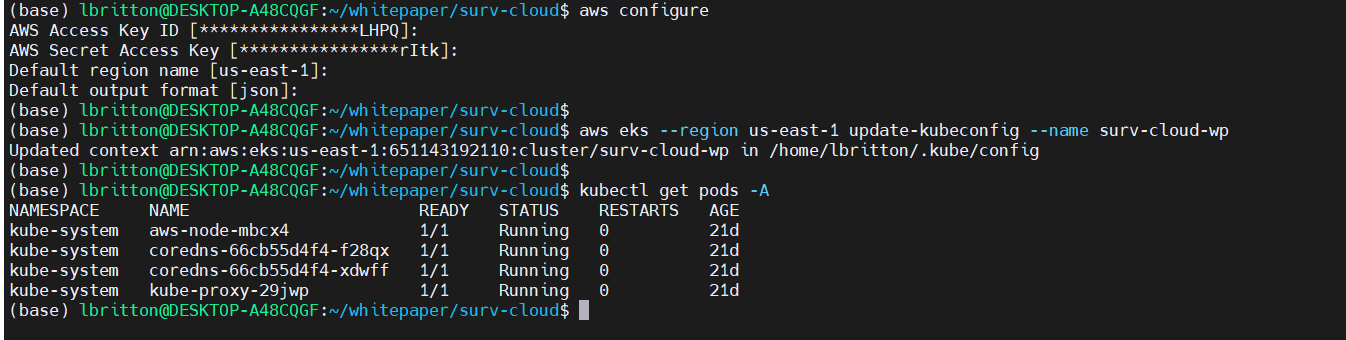 (base) lbritton@DESKTOP-A48CQGF:~/whitepaper/surv-cloud$ aws configure
AWS Access Key ID [****************LHPQ]:
AWS Secret Access Key [****************rItk]:
Default region name [us-east-1]:
Default output format [json]:
(base) lbritton@DESKTOP-A48CQGF:~/whitepaper/surv-cloud$
(base) lbritton@DESKTOP-A48CQGF:~/whitepaper/surv-cloud$ aws eks --region us-east-1 update-kubeconfig --name surv-cloud-wp
Updated context arn:aws:eks:us-east-1:651143192110:cluster/surv-cloud-wp in /home/lbritton/.kube/config
(base) lbritton@DESKTOP-A48CQGF:~/whitepaper/surv-cloud$
(base) lbritton@DESKTOP-A48CQGF:~/whitepaper/surv-cloud$ kubectl get pods -A
NAMESPACE     NAME                       READY   STATUS    RESTARTS   AGE
kube-system   aws-node-mbcx4             1/1     Running   0          21d
kube-system   coredns-66cb55d4f4-f28qx   1/1     Running   0          21d
kube-system   coredns-66cb55d4f4-xdwff   1/1     Running   0          21d
kube-system   kube-proxy-29jwp           1/1     Running   0          21d
(base) lbritton@DESKTOP-A48CQGF:~/whitepaper/surv-cloud$